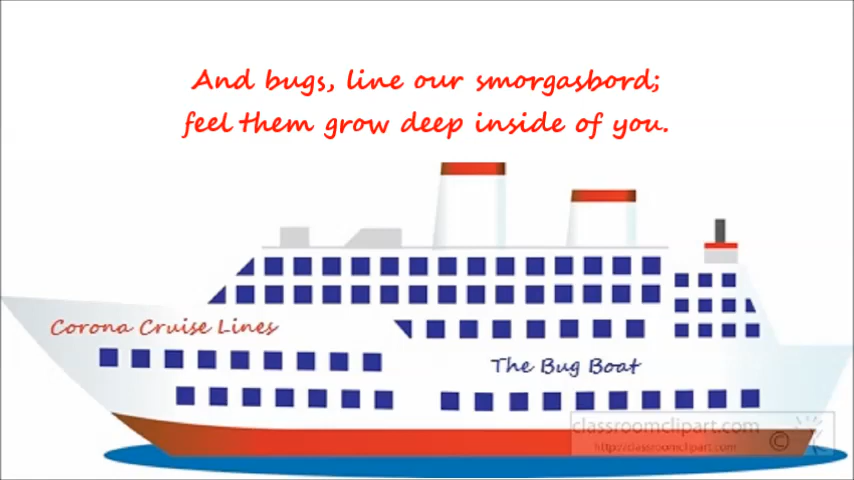 And bugs, line our smorgasbord;
feel them grow deep inside of you.
Corona Cruise Lines
The Bug Boat
classroomclipart.com
http://classroomclipart.com
©